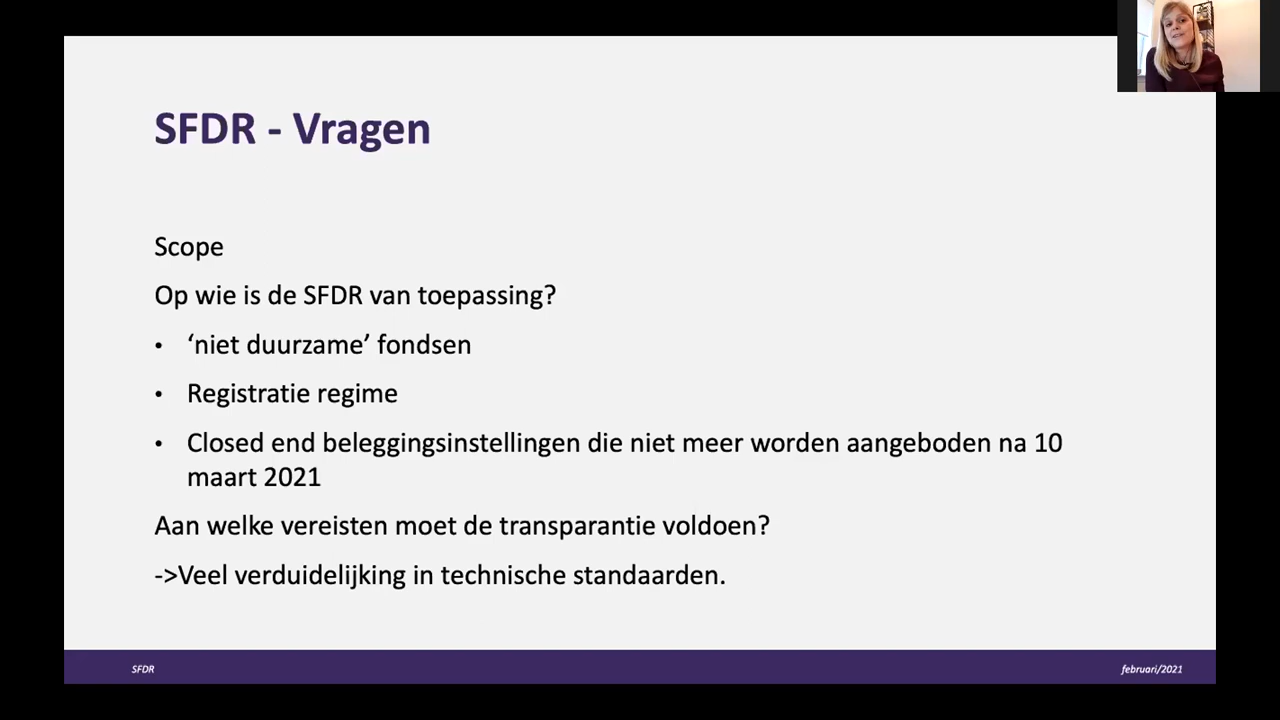 SFDR - Vragen
Scope
Op wie is de SFDR van toepassing?
• ‘niet duurzame’ fondsen
• Registratie regime
• Closed end beleggingsinstellingen die niet meer worden aangeboden na 10
maart 2021
Aan welke vereisten moet de transparantie voldoen?
->Veel verduidelijking in technische standaarden.
SFDR
februari/2021